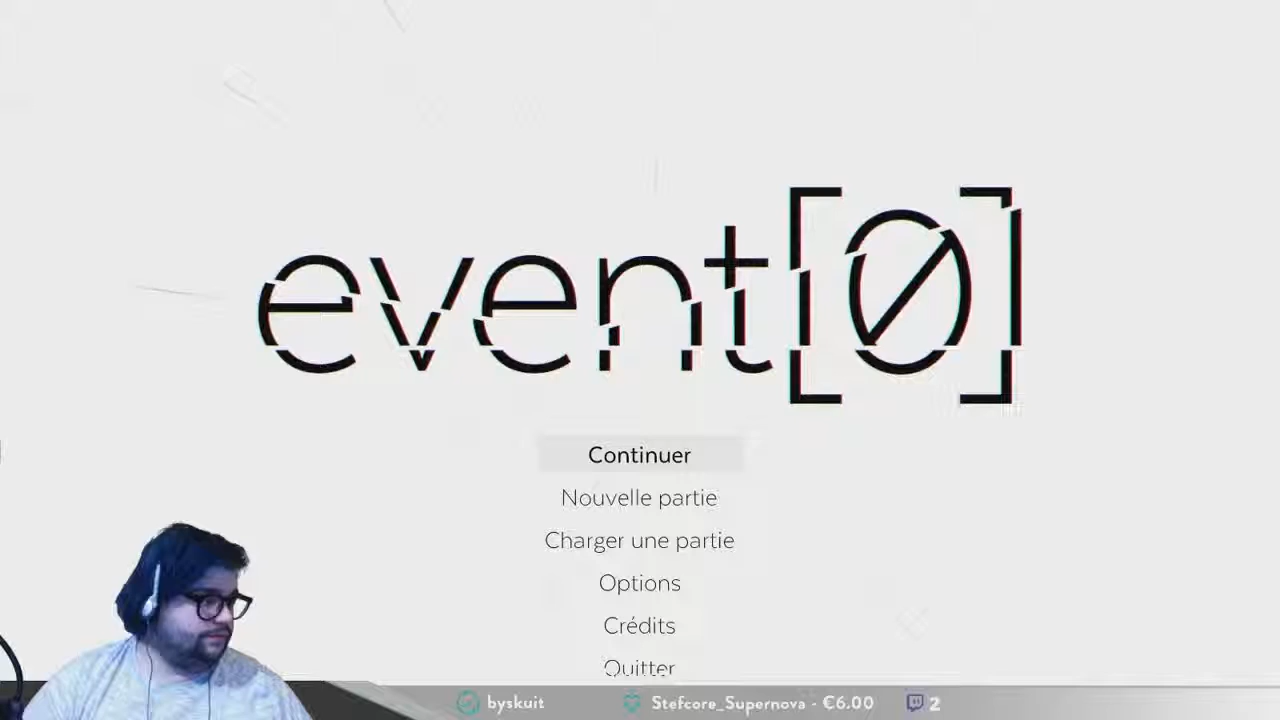 event[0]
Continuer
Nouvelle partie
Charger une partie
Options
Crédits
Quitter
byskuit
Stefcore_Supernova - €6.00
2